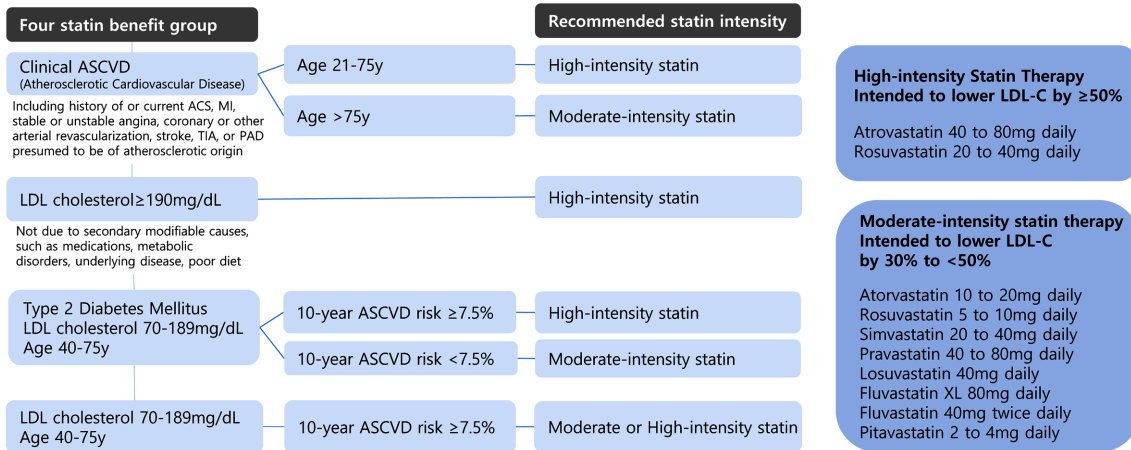 Four statin benefit group
Recommended statin intensity
Clinical ASCVD
(Atherosclerotic Cardiovascular Disease)
Age 21-75y
High-intensity statin
Age >75y
Moderate-intensity statin
Including history of or current ACS, MI,
stable or unstable angina, coronary or other
arterial revascularization, stroke, TIA, or PAD
presumed to be of atherosclerotic origin
LDL cholesterol≥190mg/dL
High-intensity statin
Not due to secondary modifiable causes,
such as medications, metabolic
disorders, underlying disease, poor diet
Type 2 Diabetes Mellitus
LDL cholesterol 70-189mg/dL
Age 40-75y
10-year ASCVD risk ≥7.5%
High-intensity statin
10-year ASCVD risk <7.5%
Moderate-intensity statin
LDL cholesterol 70-189mg/dL
Age 40-75y
10-year ASCVD risk ≥7.5%
Moderate or High-intensity statin
High-intensity Statin Therapy
Intended to lower LDL-C by ≥50%
Atrovastatin 40 to 80mg daily
Rosuvastatin 20 to 40mg daily
Moderate-intensity statin therapy
Intended to lower LDL-C
by 30% to <50%
Atorvastatin 10 to 20mg daily
Rosuvastatin 5 to 10mg daily
Simvastatin 20 to 40mg daily
Pravastatin 40 to 80mg daily
Losuvastatin 40mg daily
Fluvastatin XL 80mg daily
Fluvastatin 40mg twice daily
Pitavastatin 2 to 4mg daily